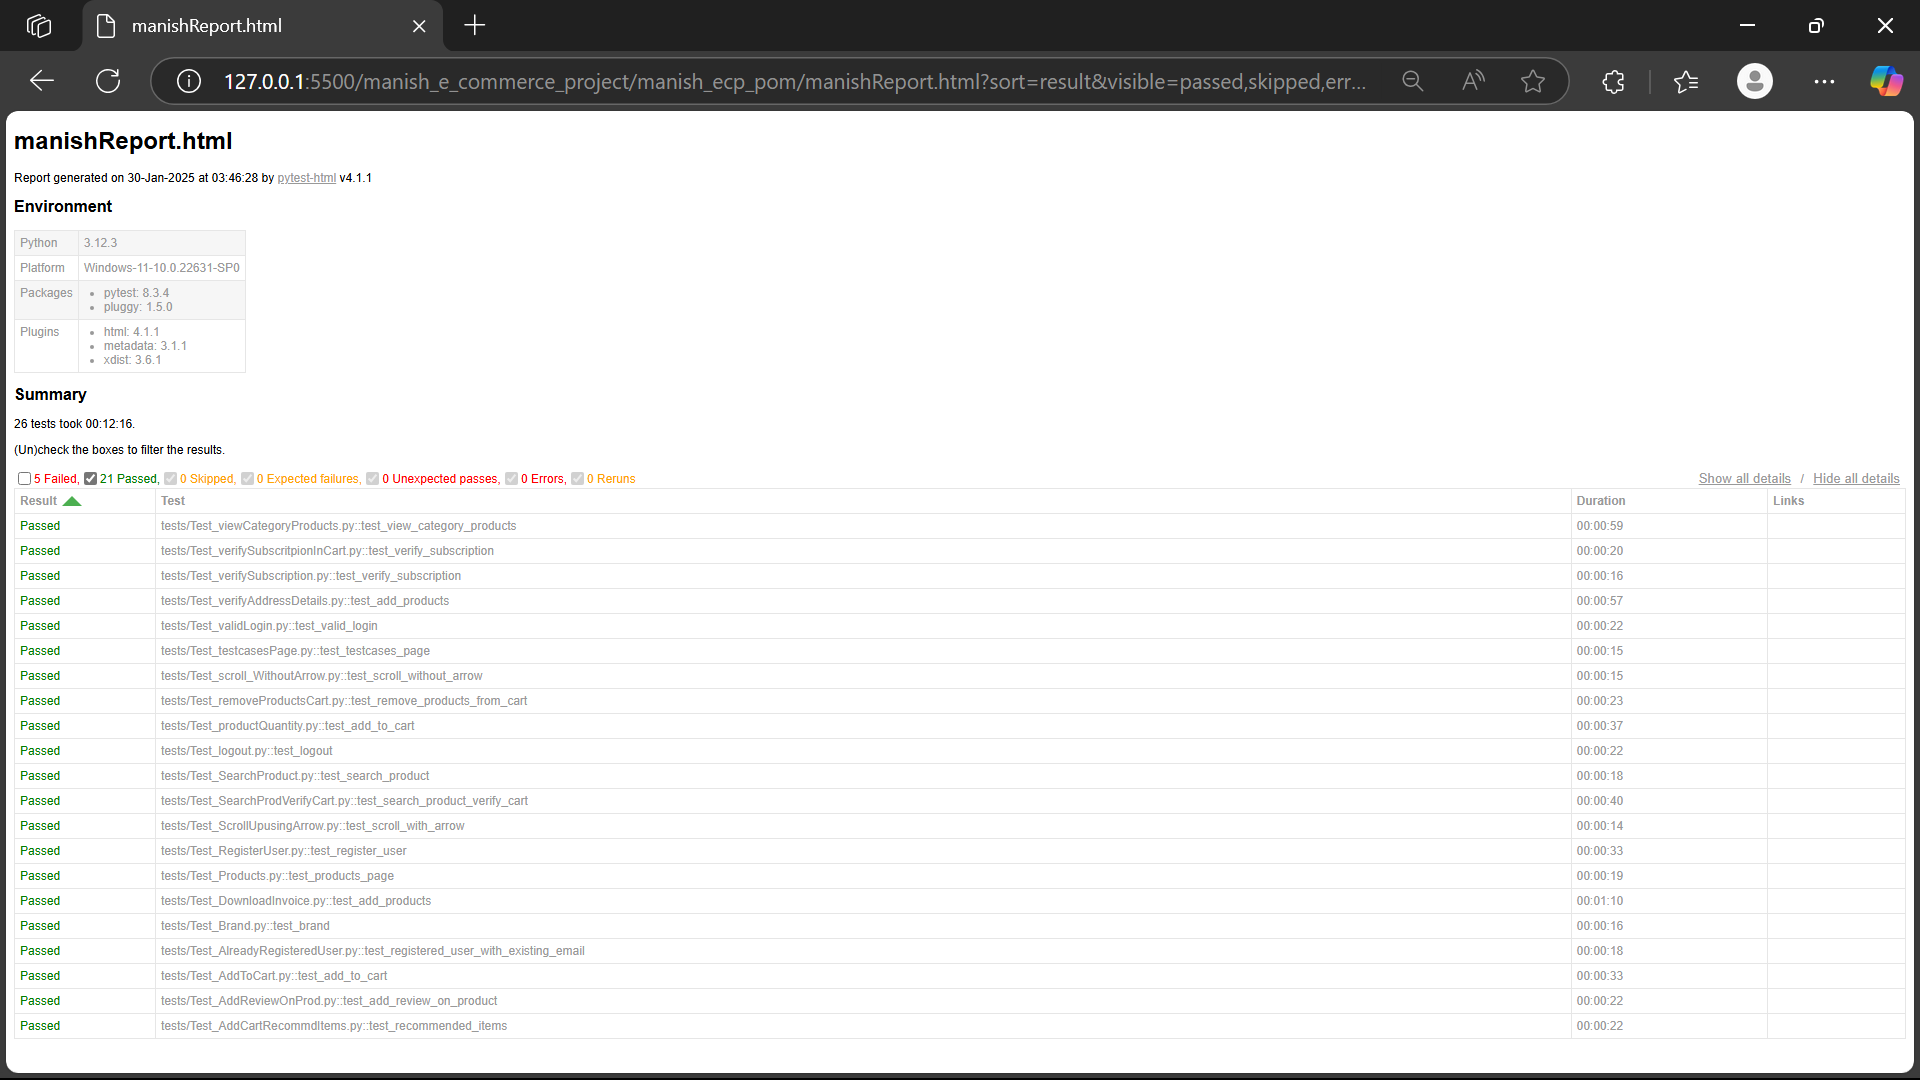 manishReport.html
127.0.0.1:5500/manish_e_commerce_project/manish_ecp_pom/manishReport.html?sort=result&visible=passed,skipped,err...
manishReport.html
Report generated on 30-Jan-2025 at 03:46:28 by pytest-html v4.1.1
Environment
Python 3.12.3
Platform Windows-11-10.0.22631-SP0
Packages • pytest: 8.3.4
• pluggy: 1.5.0
Plugins • html: 4.1.1
• metadata: 3.1.1
• xdist: 3.6.1
Summary
26 tests took 00:12:16.
(Un)check the boxes to filter the results.
5 Failed, 21 Passed, 0 Skipped, 0 Expected failures, 0 Unexpected passes, 0 Errors, 0 Reruns Show all details / Hide all details
Result Test Duration Links
Passed tests/Test_viewCategoryProducts.py::test_view_category_products 00:00:59
Passed tests/Test_verifySubscritpionInCart.py::test_verify_subscription 00:00:20
Passed tests/Test_verifySubscription.py::test_verify_subscription 00:00:16
Passed tests/Test_verifyAddressDetails.py::test_add_products 00:00:57
Passed tests/Test_validLogin.py::test_valid_login 00:00:22
Passed tests/Test_testcasesPage.py::test_testcases_page 00:00:15
Passed tests/Test_scroll_WithoutArrow.py::test_scroll_without_arrow 00:00:15
Passed tests/Test_removeProductsCart.py::test_remove_products_from_cart 00:00:23
Passed tests/Test_productQuantity.py::test_add_to_cart 00:00:37
Passed tests/Test_logout.py::test_logout 00:00:22
Passed tests/Test_SearchProduct.py::test_search_product 00:00:18
Passed tests/Test_SearchProdVerifyCart.py::test_search_product_verify_cart 00:00:40
Passed tests/Test_ScrollUpusingArrow.py::test_scroll_with_arrow 00:00:14
Passed tests/Test_RegisterUser.py::test_register_user 00:00:33
Passed tests/Test_Products.py::test_products_page 00:00:19
Passed tests/Test_DownloadInvoice.py::test_add_products 00:01:10
Passed tests/Test_Brand.py::test_brand 00:00:16
Passed tests/Test_AlreadyRegisteredUser.py::test_registered_user_with_existing_email 00:00:18
Passed tests/Test_AddToCart.py::test_add_to_cart 00:00:33
Passed tests/Test_AddReviewOnProd.py::test_add_review_on_product 00:00:22
Passed tests/Test_AddCartRecommdItems.py::test_recommended_items 00:00:22